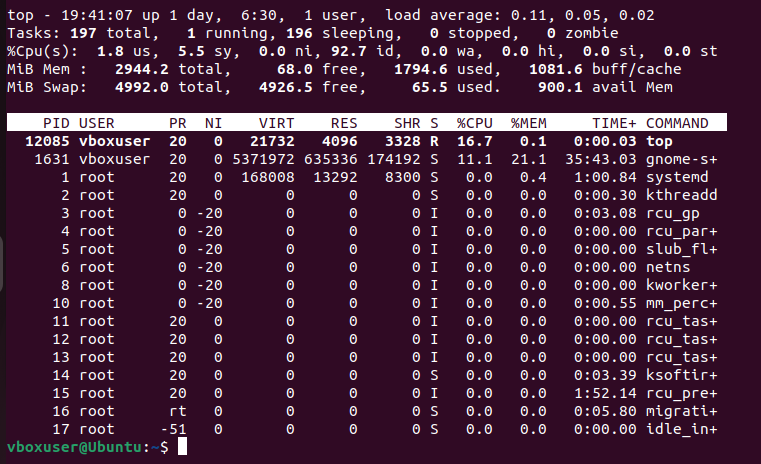 top - 19:41:07 up 1 day,  6:30,  1 user,  load average: 0.11, 0.05, 0.02
Tasks: 197 total,   1 running, 196 sleeping,   0 stopped,   0 zombie
%Cpu(s):  1.8 us,  5.5 sy,  0.0 ni, 92.7 id,  0.0 wa,  0.0 hi,  0.0 si,  0.0 st
MiB Mem :   2944.2 total,     68.0 free,   1794.6 used,   1081.6 buff/cache
MiB Swap:   4992.0 total,   4926.5 free,     65.5 used.    900.1 avail Mem
    PID USER      PR  NI    VIRT    RES    SHR S  %CPU  %MEM     TIME+ COMMAND
  12085 vboxuser  20   0   21732   4096   3328 R  16.7   0.1   0:00.03 top
   1631 vboxuser  20   0 5371972 635336 174192 S  11.1  21.1  35:43.03 gnome-s+
      1 root      20   0  168008  13292   8300 S   0.0   0.4   1:00.84 systemd
      2 root      20   0       0      0      0 S   0.0   0.0   0:00.30 kthreadd
      3 root       0 -20       0      0      0 I   0.0   0.0   0:03.08 rcu_gp
      4 root       0 -20       0      0      0 I   0.0   0.0   0:00.00 rcu_par+
      5 root       0 -20       0      0      0 I   0.0   0.0   0:00.00 slub_fl+
      6 root       0 -20       0      0      0 I   0.0   0.0   0:00.00 netns
      8 root       0 -20       0      0      0 I   0.0   0.0   0:00.00 kworker+
     10 root       0 -20       0      0      0 I   0.0   0.0   0:00.55 mm_perc+
     11 root      20   0       0      0      0 I   0.0   0.0   0:00.00 rcu_tas+
     12 root      20   0       0      0      0 I   0.0   0.0   0:00.00 rcu_tas+
     13 root      20   0       0      0      0 I   0.0   0.0   0:00.00 rcu_tas+
     14 root      20   0       0      0      0 S   0.0   0.0   0:03.39 ksoftir+
     15 root      20   0       0      0      0 I   0.0   0.0   1:52.14 rcu_pre+
     16 root      rt   0       0      0      0 S   0.0   0.0   0:05.80 migrati+
     17 root     -51   0       0      0      0 S   0.0   0.0   0:00.00 idle_in+
vboxuser@Ubuntu:~$